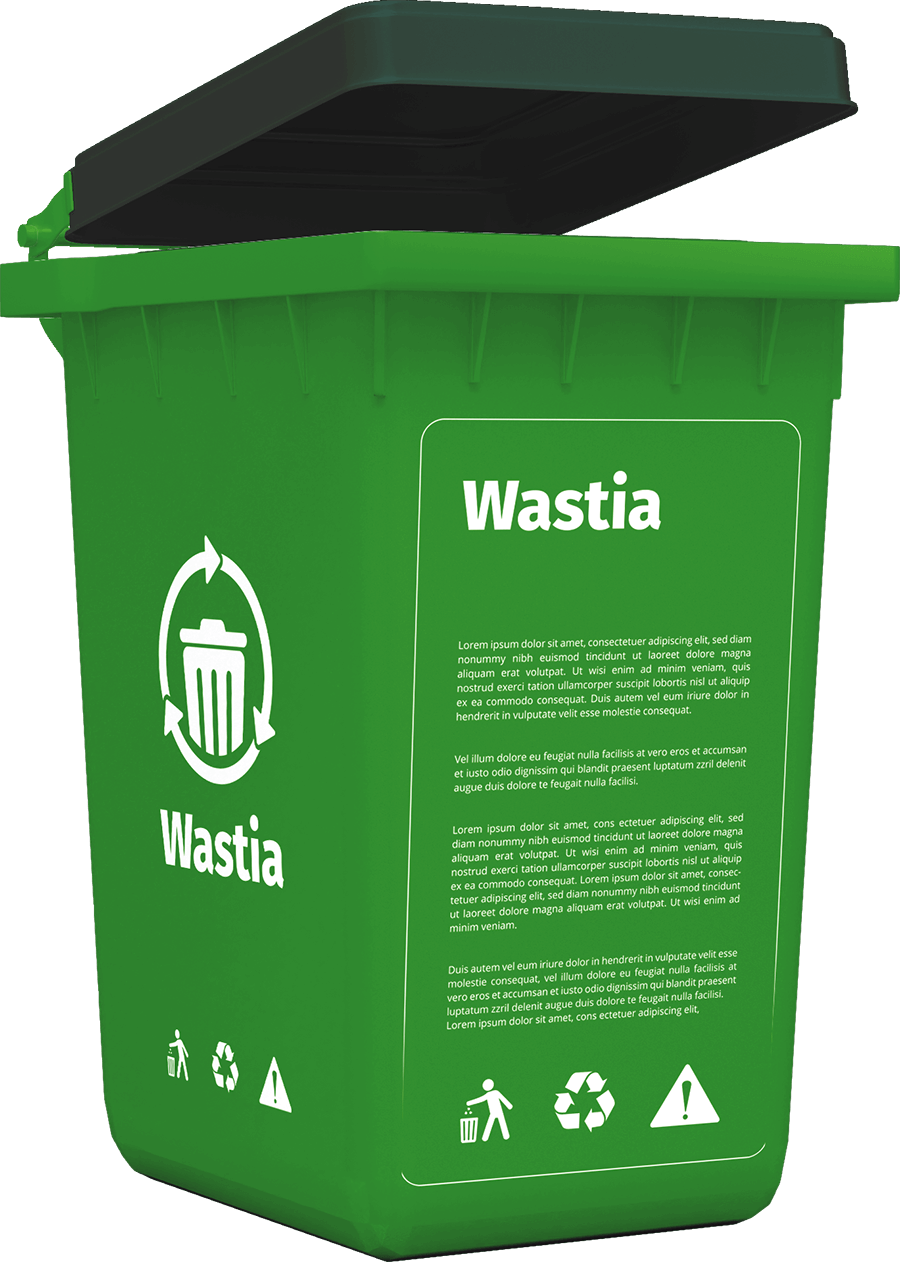 Wastia
Lorem ipsum dolor sit amet, consectetuer adipiscing elit, sed diam
nonummy nibh euismod tincidunt ut laoreet dolore magna
aliquam erat volutpat. Ut wisi enim ad minim veniam, quis
nostrud exerci tation ullamcorper suscipit lobortis nisl ut aliquip
ex ea commodo consequat. Duis autem vel eum iriure dolor in
hendrerit in vulputate velit esse molestie consequat.
Vel illum dolore eu feugiat nulla facilisis at vero eros et accumsan
et iusto odio dignissim qui blandit praesent luptatum zzril delenit
augue duis dolore te feugait nulla facilisi.
Lorem ipsum dolor sit amet, cons ectetuer adipiscing elit, sed
diam nonummy nibh euismod tincidunt ut laoreet dolore magna
aliquam erat volutpat. Ut wisi enim ad minim veniam, quis
nostrud exerci tation ullamcorper suscipit lobortis nisl ut aliquip
ex ea commodo consequat. Lorem ipsum dolor sit amet, consec-
tetuer adipiscing elit, sed diam nonummy nibh euismod tincidunt
ut laoreet dolore magna aliquam erat volutpat. Ut wisi enim ad
minim veniam.
Duis autem vel eum iriure dolor in hendrerit in vulputate velit esse
molestie consequat, vel illum dolore eu feugiat nulla facilisis at
vero eros et accumsan et iusto odio dignissim qui blandit praesent
luptatum zzril delenit augue duis dolore te feugait nulla facilisi.
Lorem ipsum dolor sit amet, cons ectetuer adipiscing elit,
Wastia